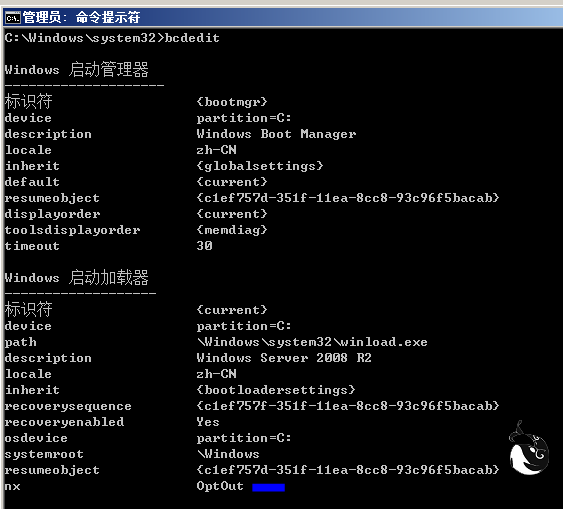 管理员: 命令提示符
C:\Windows\system32>bcdedit
Windows 启动管理器
--------------------
标识符 {bootmgr}
device partition=C:
description Windows Boot Manager
locale zh-CN
inherit {globalsettings}
default {current}
resumeobject {c1ef757d-351f-11ea-8cc8-93c96f5bacab}
displayorder {current}
toolsdisplayorder {memdiag}
timeout 30
Windows 启动加载器
-------------------
标识符 {current}
device partition=C:
path \Windows\system32\winload.exe
description Windows Server 2008 R2
locale zh-CN
inherit {bootloadersettings}
recoverysequence {c1ef757f-351f-11ea-8cc8-93c96f5bacab}
recoveryenabled Yes
osdevice partition=C:
systemroot \Windows
resumeobject {c1ef757d-351f-11ea-8cc8-93c96f5bacab}
nx OptOut